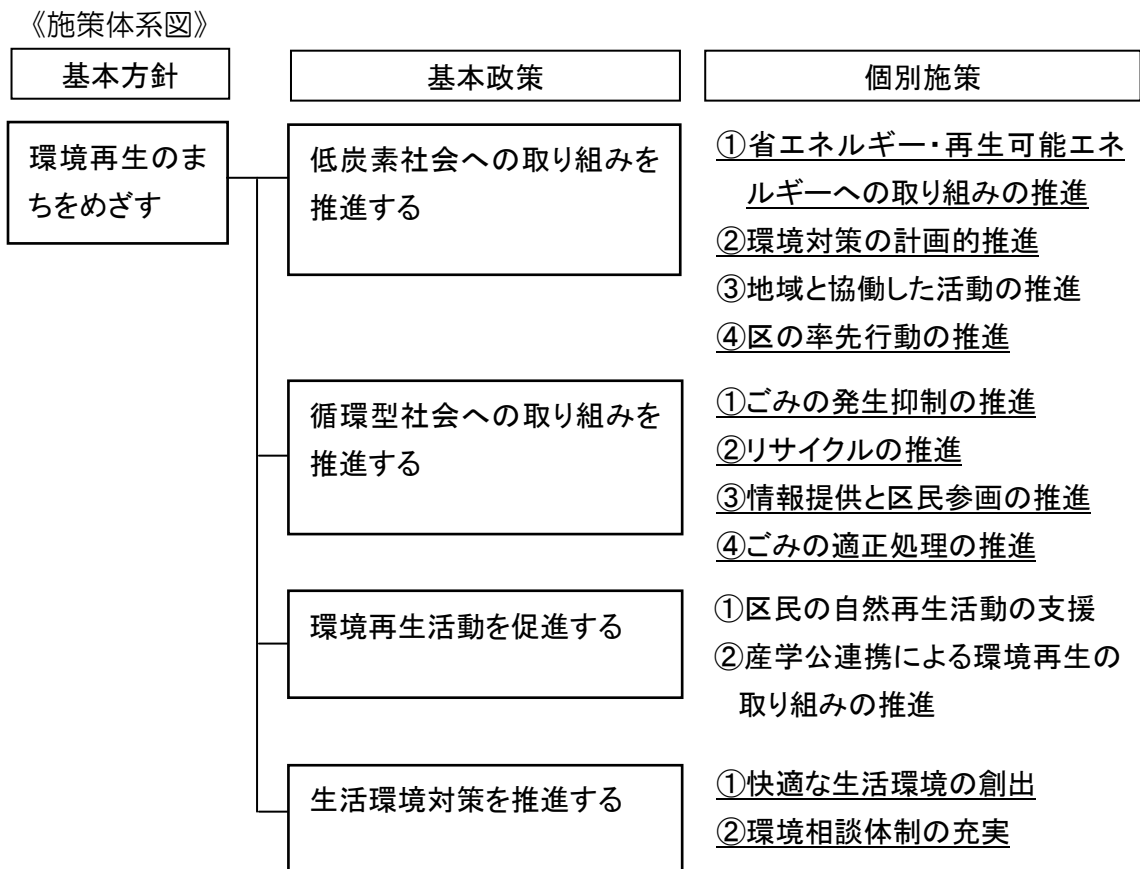 《施策体系図》
基本方針
基本政策
個別施策
環境再生のま
ちをめざす
低炭素社会への取り組みを
推進する
①省エネルギー・再生可能エネ
ルギーへの取り組みの推進
②環境対策の計画的推進
③地域と協働した活動の推進
④区の率先行動の推進
循環型社会への取り組みを
推進する
①ごみの発生抑制の推進
②リサイクルの推進
③情報提供と区民参画の推進
④ごみの適正処理の推進
環境再生活動を促進する
①区民の自然再生活動の支援
②産学公連携による環境再生の
取り組みの推進
生活環境対策を推進する
①快適な生活環境の創出
②環境相談体制の充実